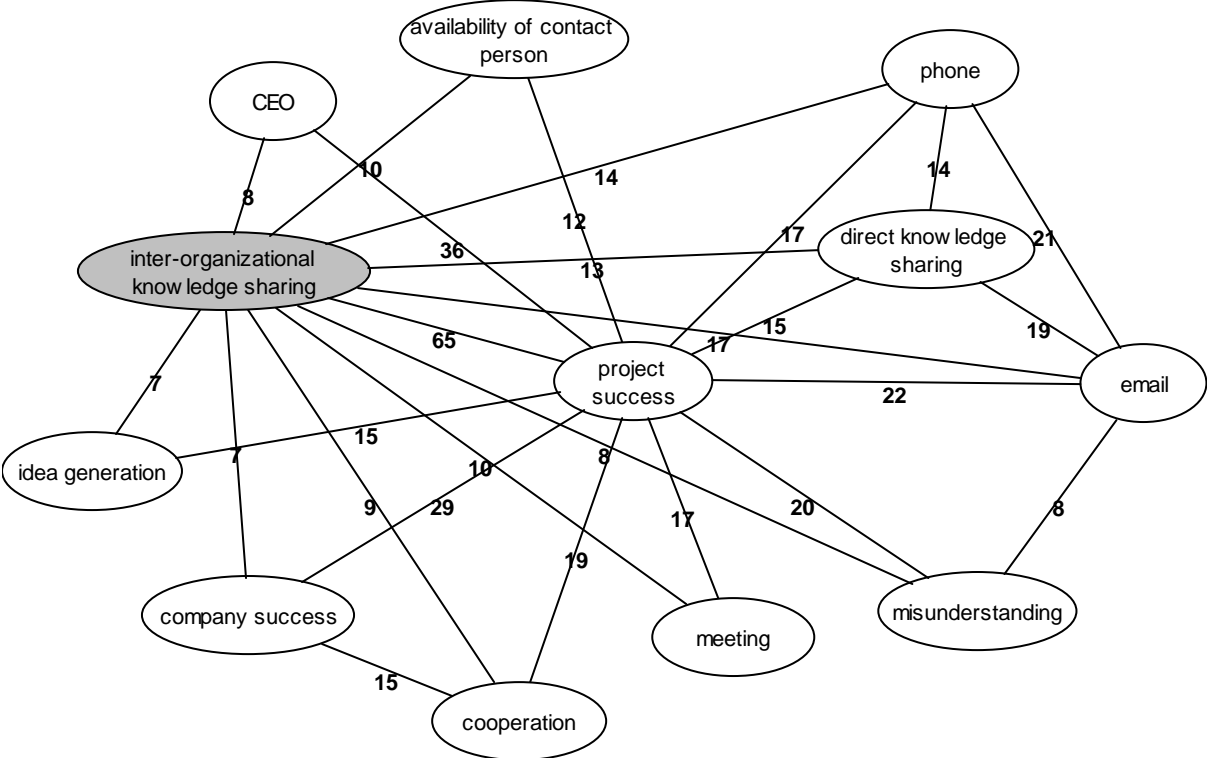 availability of contact
person
phone
CEO
10
14
14
8
12
17
direct know ledge
sharing
21
36
13
inter-organizational
know ledge sharing
15
19
65
17
project
success
email
22
7
15
idea generation
7
10
8
9
29
20
8
17
19
company success
misunderstanding
meeting
15
cooperation